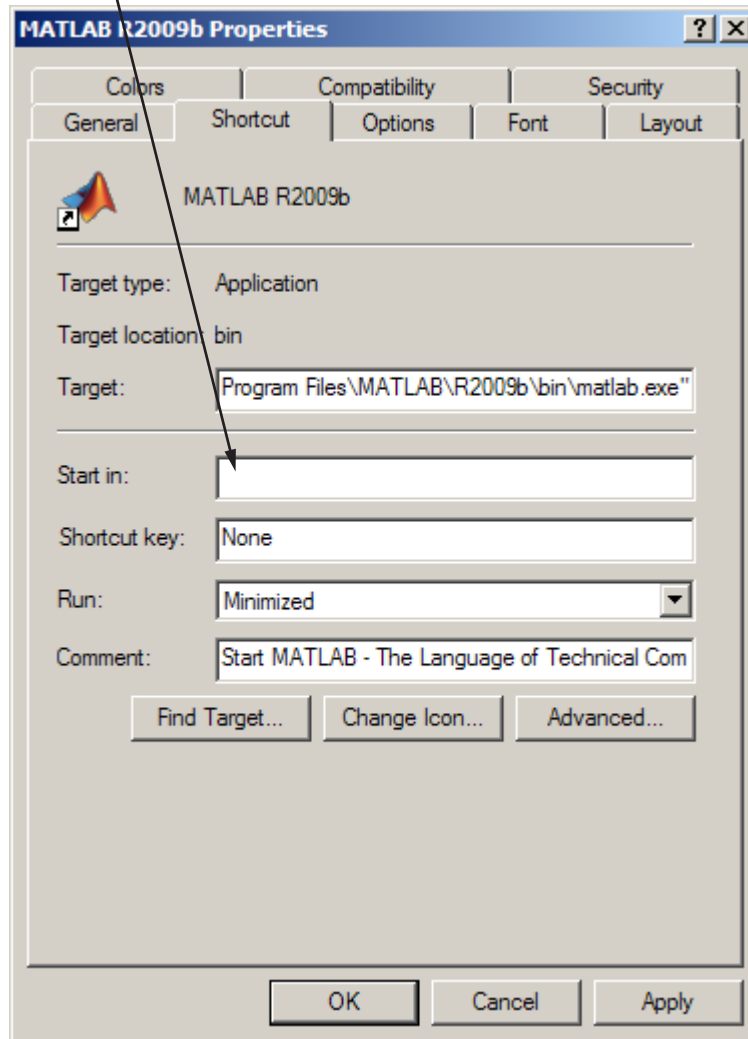 MATLAB R2009b Properties
Colors Compatibility Security
General Shortcut Options Font Layout
MATLAB R2009b
Target type: Application
Target location: bin
Target: Program Files\MATLAB\R2009b\bin\matlab.exe"
Start in:
Shortcut key: None
Run: Minimized
Comment: Start MATLAB - The Language of Technical Com
Find Target... Change Icon... Advanced...
OK Cancel Apply